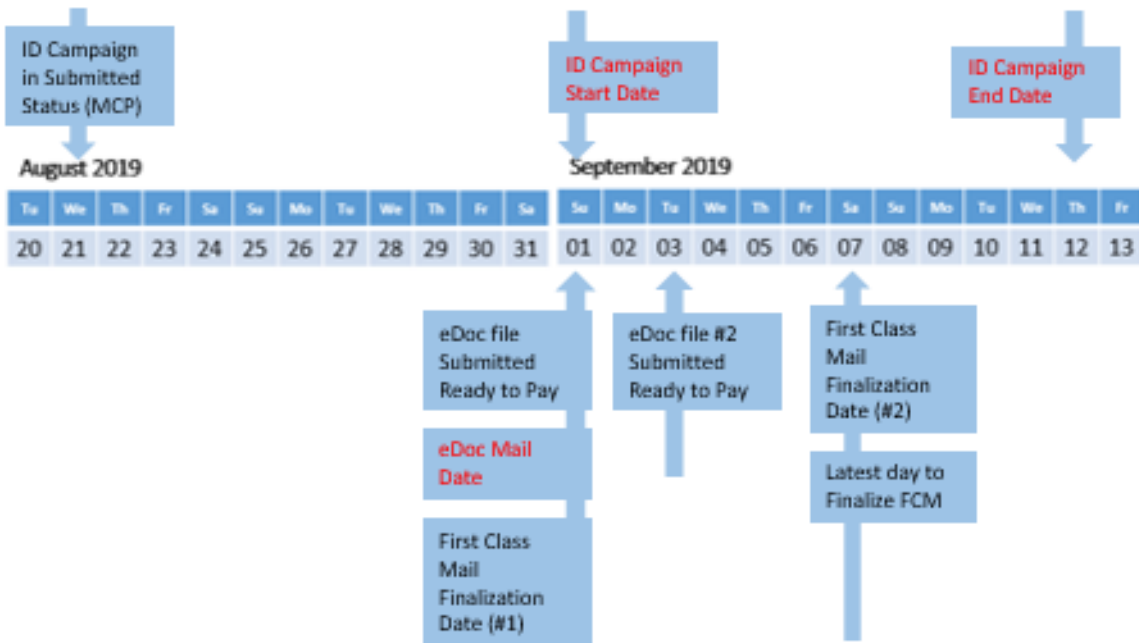 ID Campaign
in Submitted
Status (MCP)
ID Campaign
Start Date
ID Campaign
End Date
August 2019
September 2019
Tu We Th Fr Sa Su Mo Tu We Th Fr Sa Su Mo Tu We Th Fr Sa Su Mo Tu We Th Fr
20 21 22 23 24 25 26 27 28 29 30 31 01 02 03 04 05 06 07 08 09 10 11 12 13
eDoc file
Submitted
Ready to Pay
eDoc Mail
Date
First Class
Mail
Finalization
Date (#1)
eDoc file #2
Submitted
Ready to Pay
First Class
Mail
Finalization
Date (#2)
Latest day to
Finalize FCM